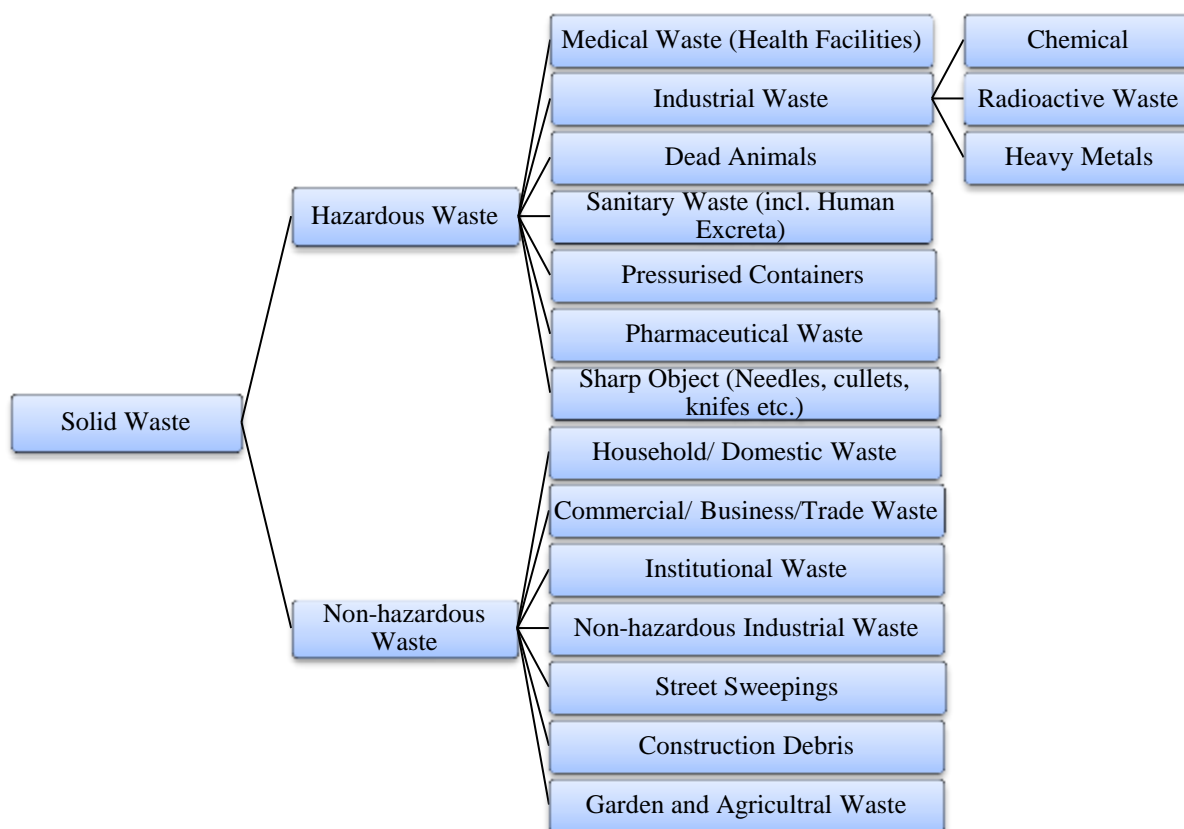 Medical Waste (Health Facilities)
Chemical
Industrial Waste
Radioactive Waste
Dead Animals
Heavy Metals
Hazardous Waste
Sanitary Waste (incl. Human
Excreta)
Pressurised Containers
Pharmaceutical Waste
Sharp Object (Needles, cullets,
knifes etc.)
Solid Waste
Household/ Domestic Waste
Commercial/ Business/Trade Waste
Institutional Waste
Non-hazardous
Waste
Non-hazardous Industrial Waste
Street Sweepings
Construction Debris
Garden and Agricultral Waste